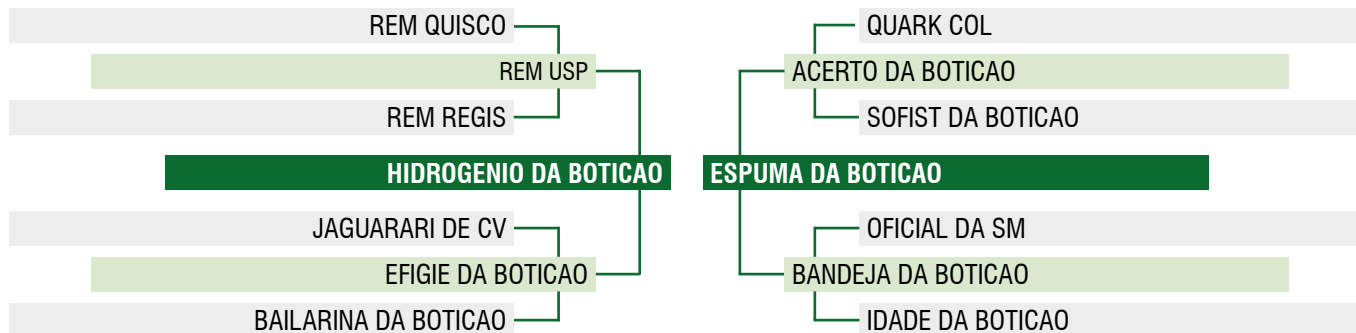 REM QUISCO
REM USP
REM REGIS
HIDROGENIO DA BOTICAO
JAGUARARI DE CV
EFIGIE DA BOTICAO
BAILARINA DA BOTICAO
QUARK COL
ACERTO DA BOTICAO
SOFIST DA BOTICAO
ESPUMA DA BOTICAO
OFICIAL DA SM
BANDEJA DA BOTICAO
IDADE DA BOTICAO